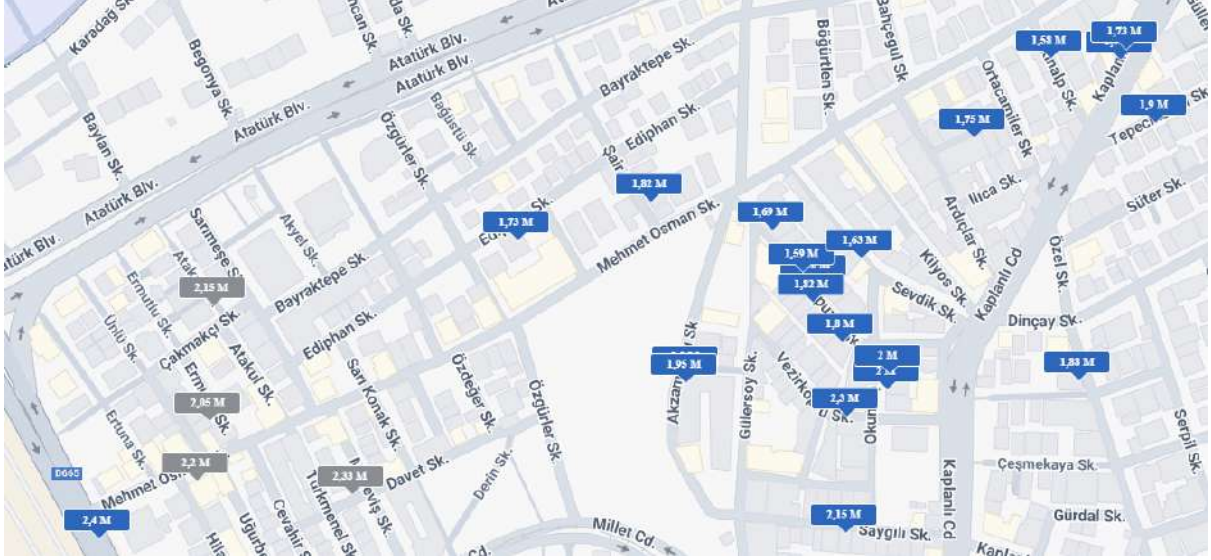 Karadağ Sk.
Begonya Sk.
Baylan Sk.
Atatürk Blv.
Atatürk Blv.
Atatürk Blv.
Atatürk Blv.
Atatürk Blv.
Böğürtlen Sk.
Bahçegül Sk.
1,58 M
1,73 M
Kaplanlı
1,9 M
Bayraktepe Sk.
Bağüstü Sk.
Özgürler Sk.
Ediphan Sk.
1,75 M
Ortacamiler Sk.
1,82 M
Ilıca Sk.
Süter Sk.
Mehmet Osman Sk.
1,73 M
1,69 M
1,63 M
1,59 M
1,82 M
1,8 M
Ardıçlar Sk.
Kilyos Sk.
Sevdik Sk.
Kaplanlı Cd
Özel Sk.
Dinçay Sk.
Sarımeşe Sk.
Akyel Sk.
Bayraktepe Sk.
2,15 M
Ermutlu Sk.
Ünlü Sk.
Çakmakçı Sk.
Atakul Sk.
Ediphan Sk.
Sarı Konak Sk.
Özdeğer Sk.
Özgürler Sk.
1,95 M
Gülersoy Sk.
2 M
2 M
2,3 M
1,88 M
2,05 M
Ertuna Sk.
2,2 M
2,33 M
Davet Sk.
Derin Sk.
D665
2,4 M
Türkmenel Sk.
Millet Cd.
2,15 M
Saygılı Sk.
Kaplanlı Cd
Çeşmekaya Sk.
Gürdal Sk.
Serpil Sk.